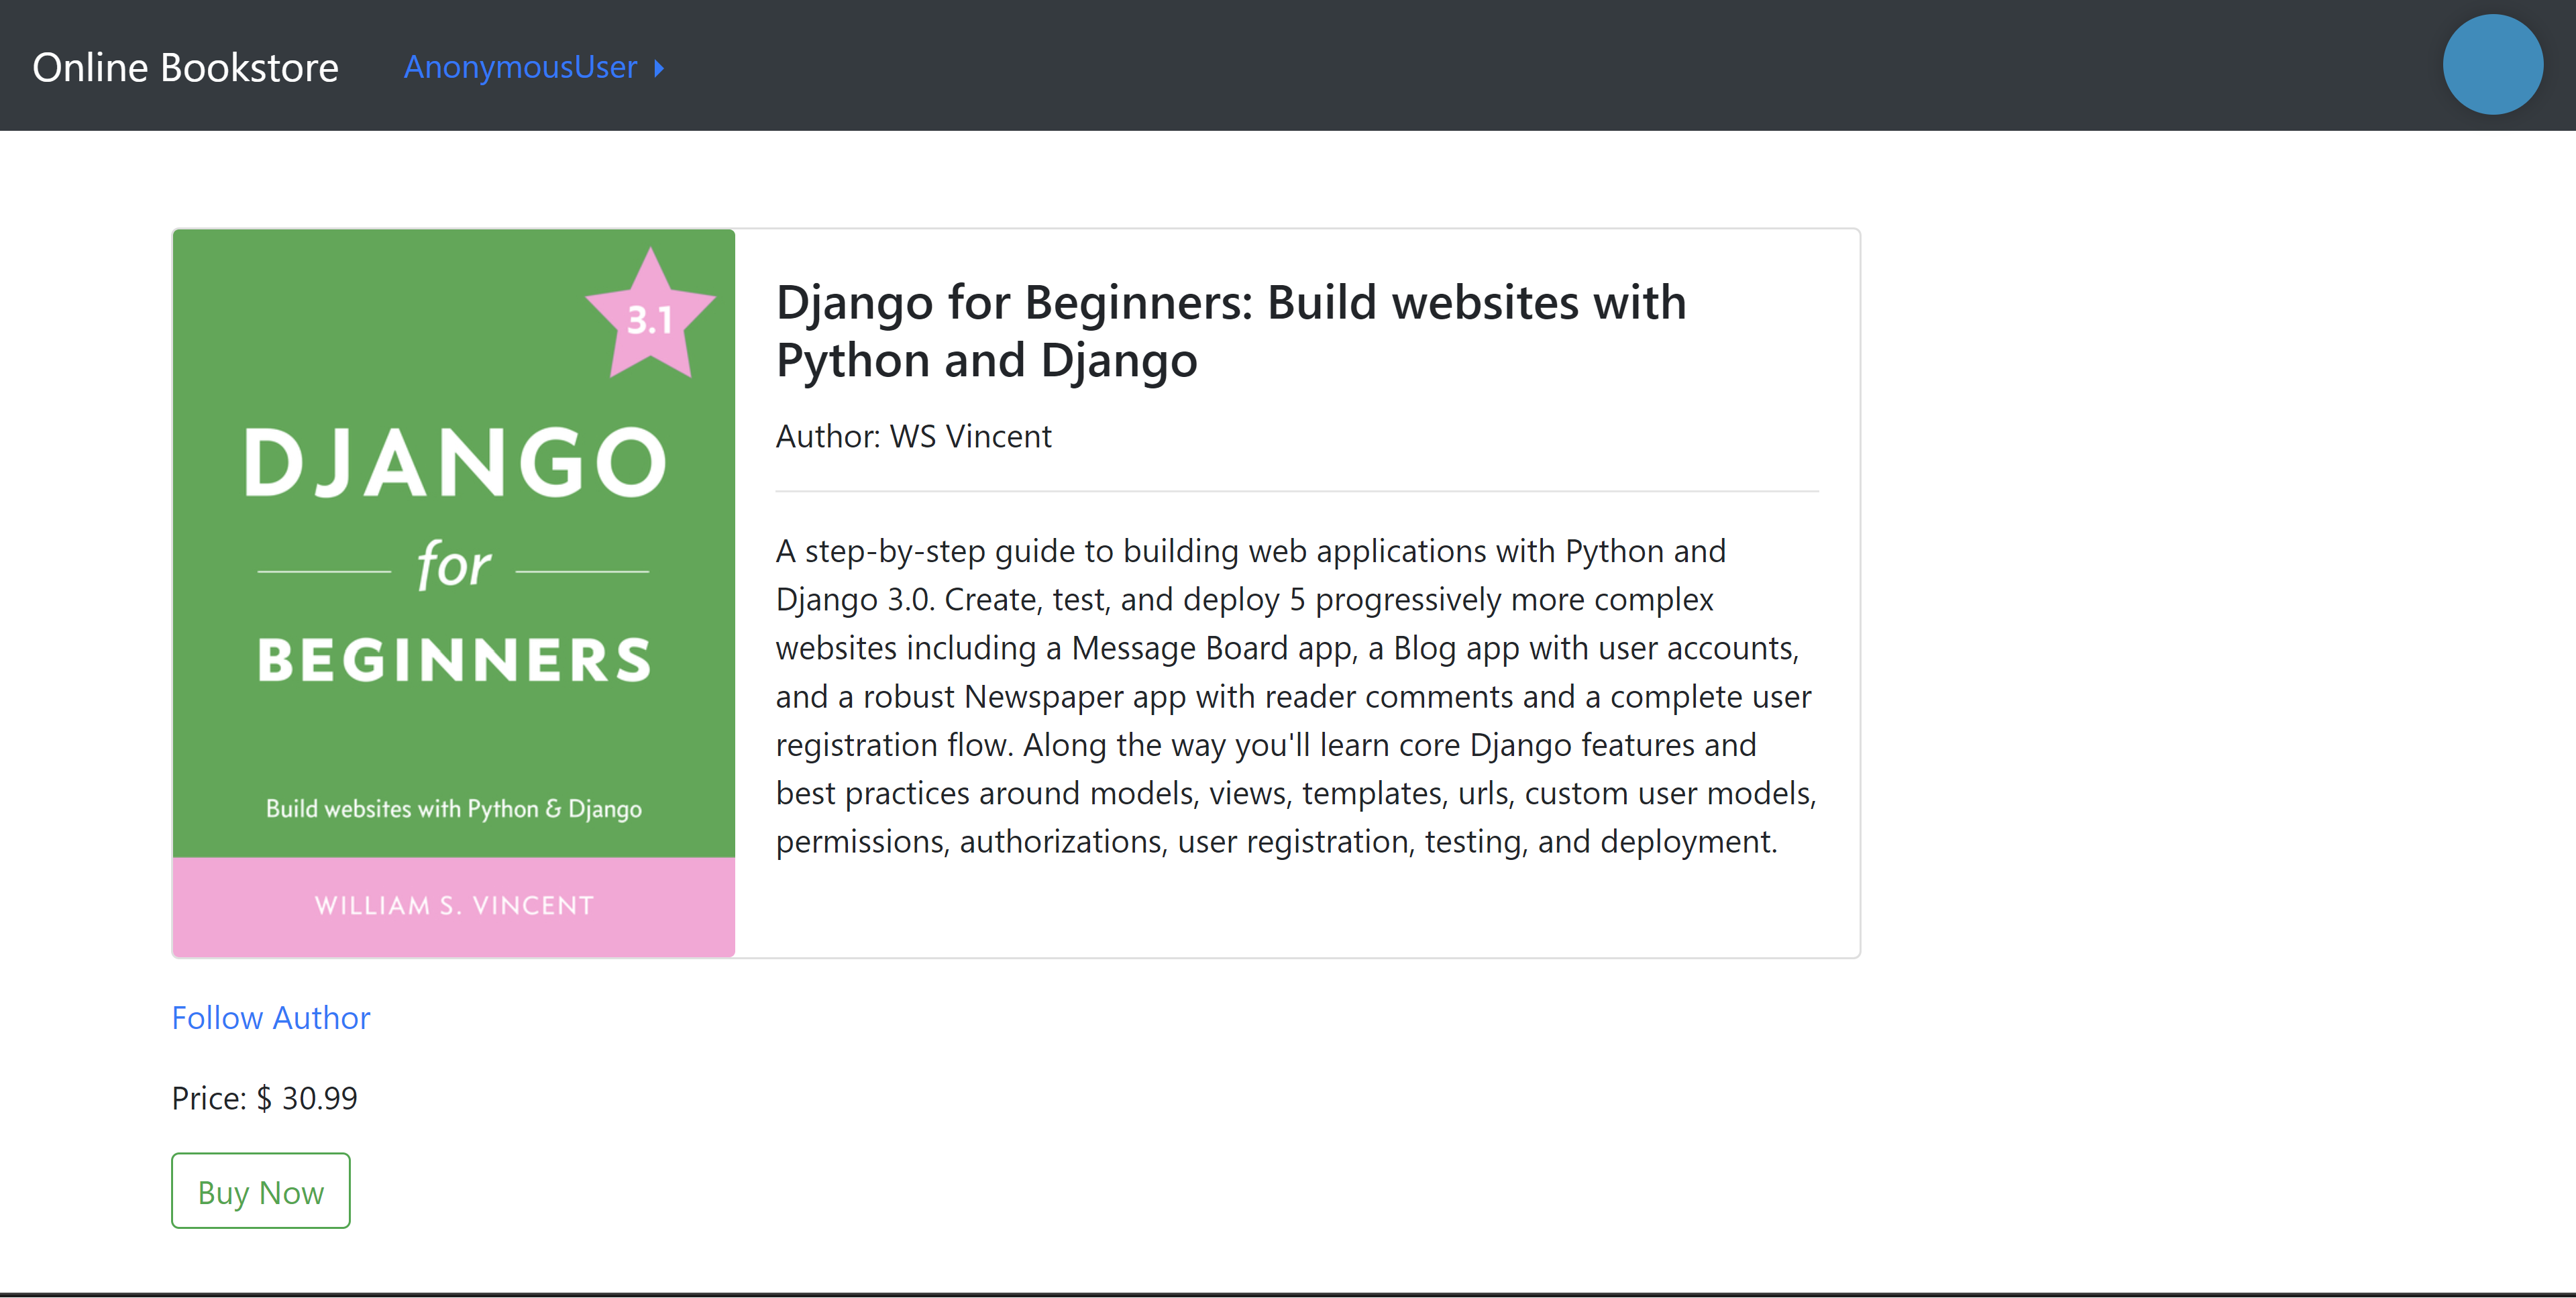 Online Bookstore
AnonymousUser
3.1
DJANGO
for
BEGINNERS
Build websites with Python & Django
WILLIAM S. VINCENT
Django for Beginners: Build websites with
Python and Django
Author: WS Vincent
A step-by-step guide to building web applications with Python and
Django 3.0. Create, test, and deploy 5 progressively more complex
websites including a Message Board app, a Blog app with user accounts,
and a robust Newspaper app with reader comments and a complete user
registration flow. Along the way you'll learn core Django features and
best practices around models, views, templates, urls, custom user models,
permissions, authorizations, user registration, testing, and deployment.
Follow Author
Price: $ 30.99
Buy Now